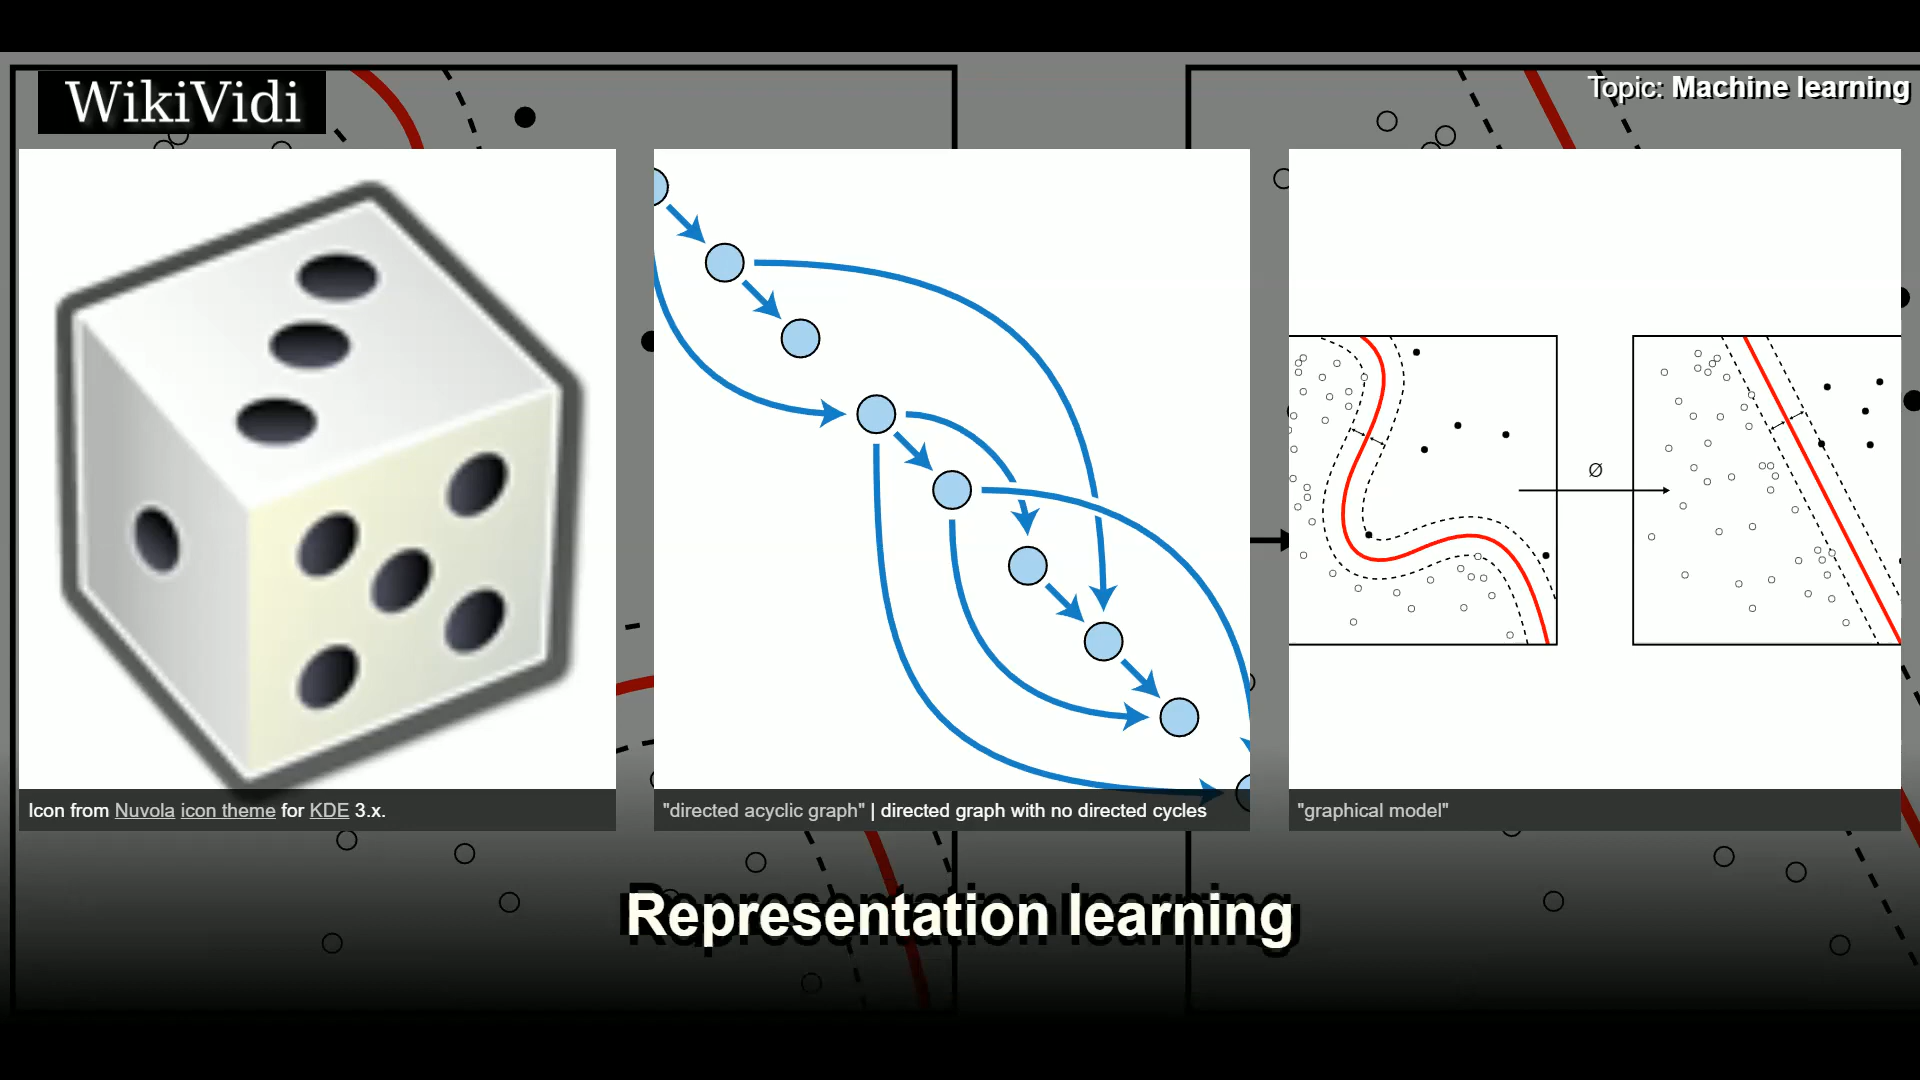 WikiVidi
Topic: Machine learning
Ø
Icon from Nuvola icon theme for KDE 3.x.
"directed acyclic graph" | directed graph with no directed cycles
"graphical model"
Representation learning